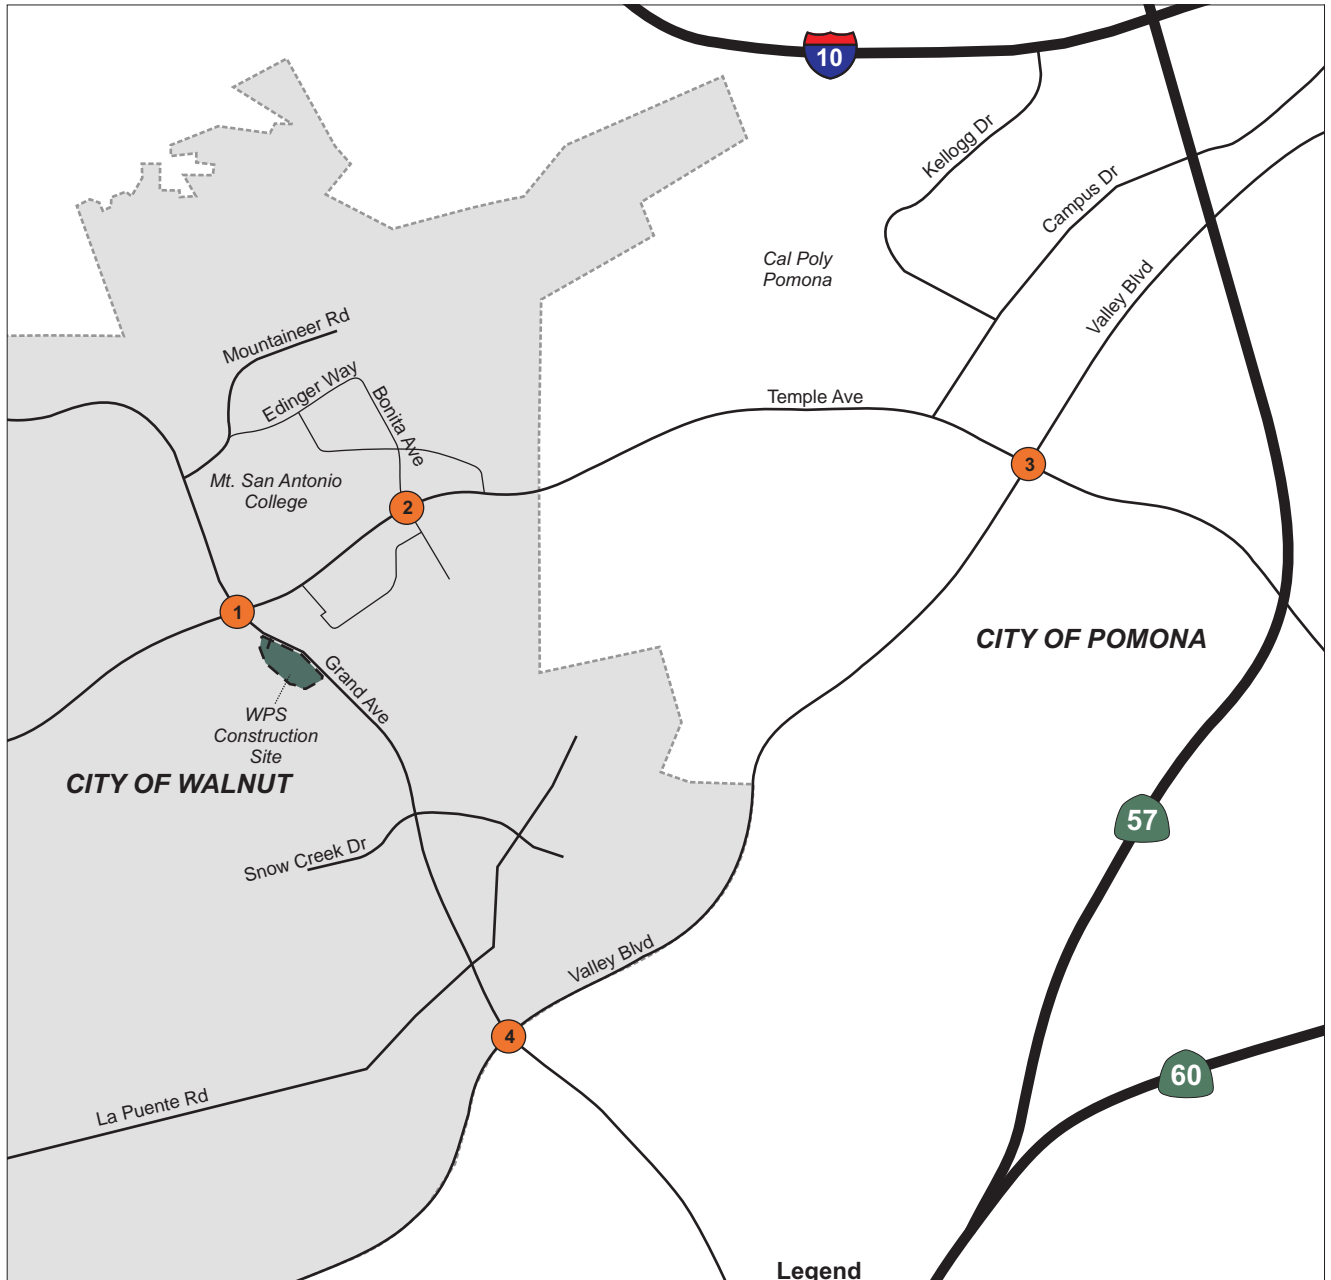 10
Kellogg Dr
Campus Dr
Cal Poly
Pomona
Valley Blvd
Mountaineer Rd
Edinger Way
Bonita Ave
Temple Ave
3
Mt. San Antonio
College
2
1
CITY OF POMONA
Grand Ave
WPS
Construction
Site
CITY OF WALNUT
57
Snow Creek Dr
Valley Blvd
4
60
La Puente Rd
Legend